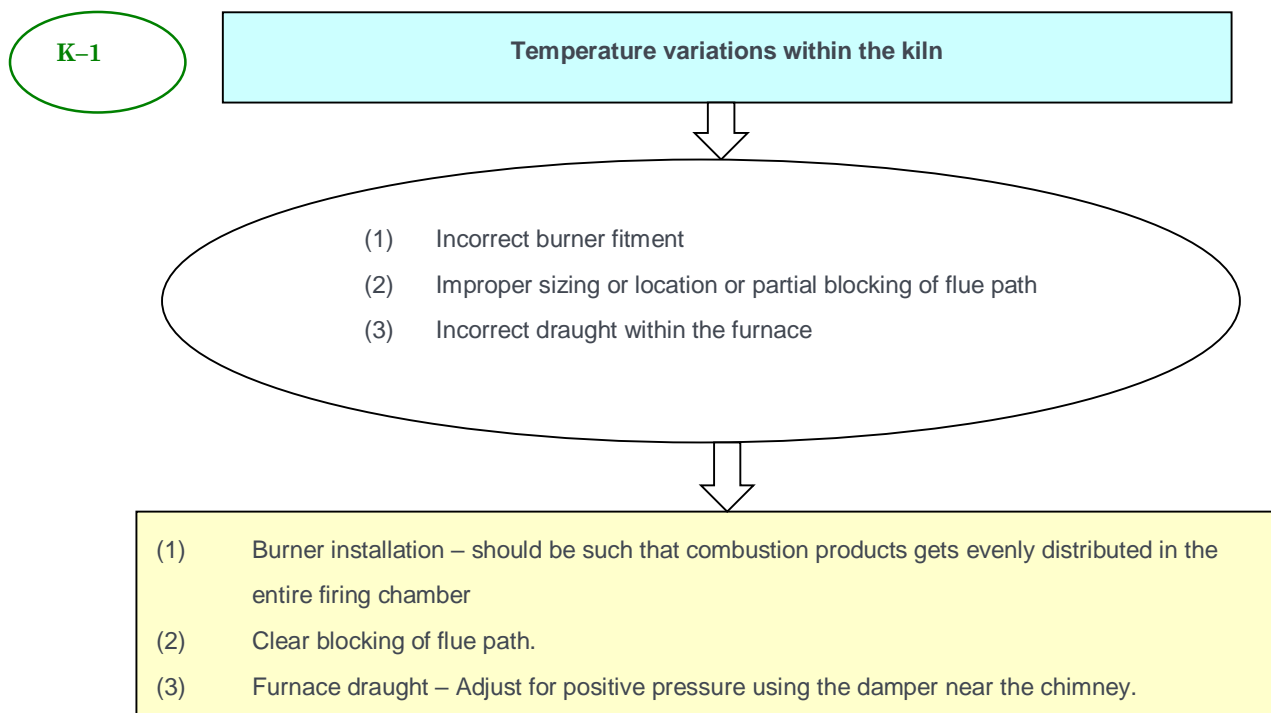 K–1
Temperature variations within the kiln
(1) Incorrect burner fitment
(2) Improper sizing or location or partial blocking of flue path
(3) Incorrect draught within the furnace
(1) Burner installation – should be such that combustion products gets evenly distributed in the
entire firing chamber
(2) Clear blocking of flue path.
(3) Furnace draught – Adjust for positive pressure using the damper near the chimney.